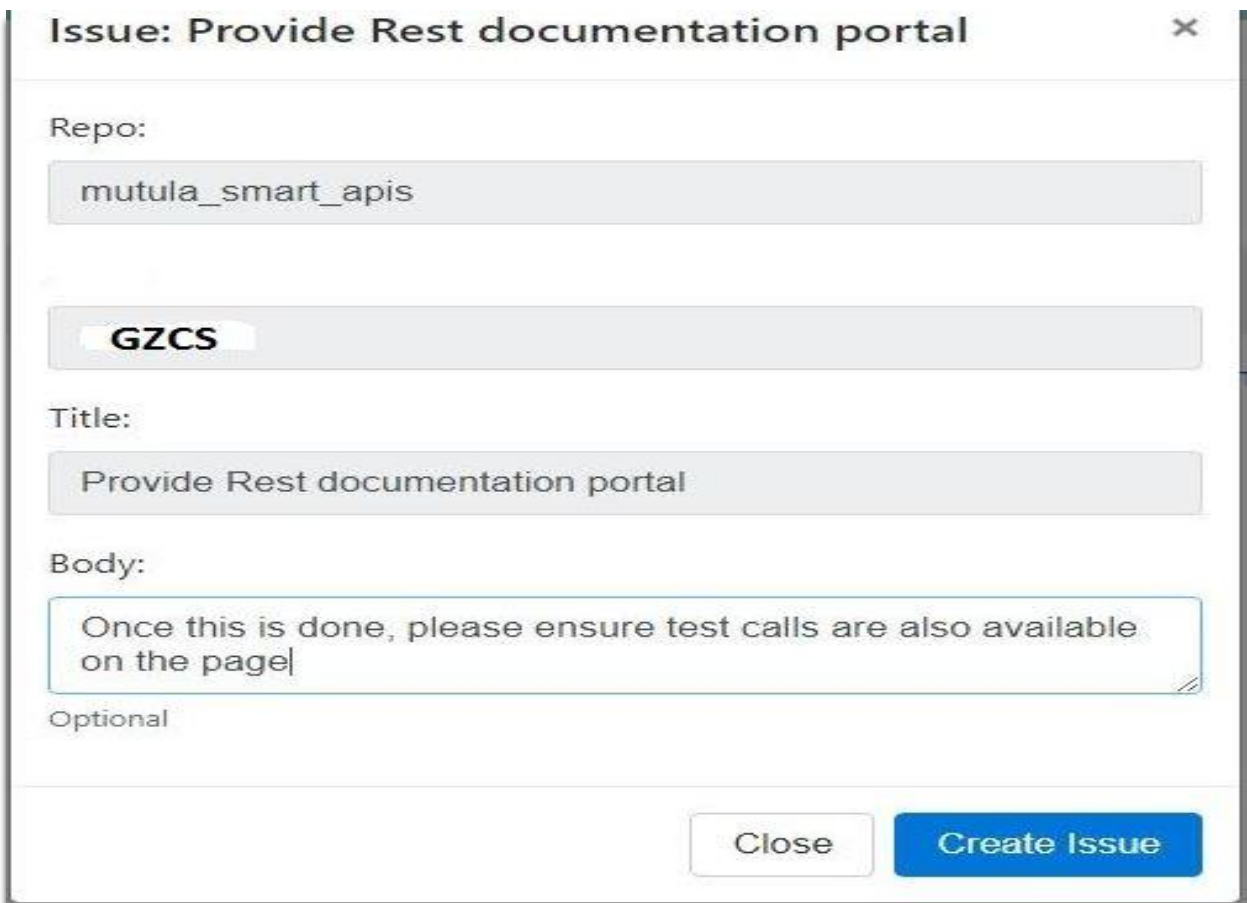 Issue: Provide Rest documentation portal ×
Repo:
mutula_smart_apis
GZCS
Title:
Provide Rest documentation portal
Body:
Once this is done, please ensure test calls are also available
on the page
Optional
Close Create Issue